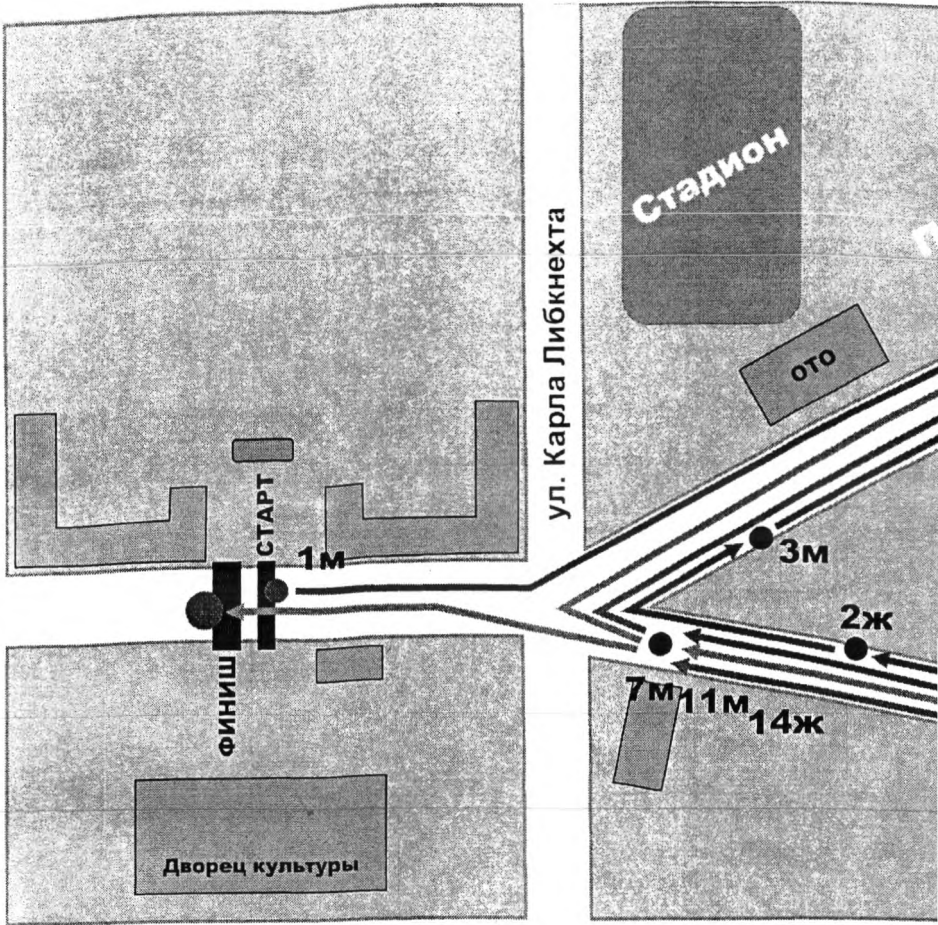 Стадион
П
ул. Карла Либкнехта
ото
СТАРТ
1м
3м
2ж
ФИНИШ
7м
11м
14ж
Дворец культуры